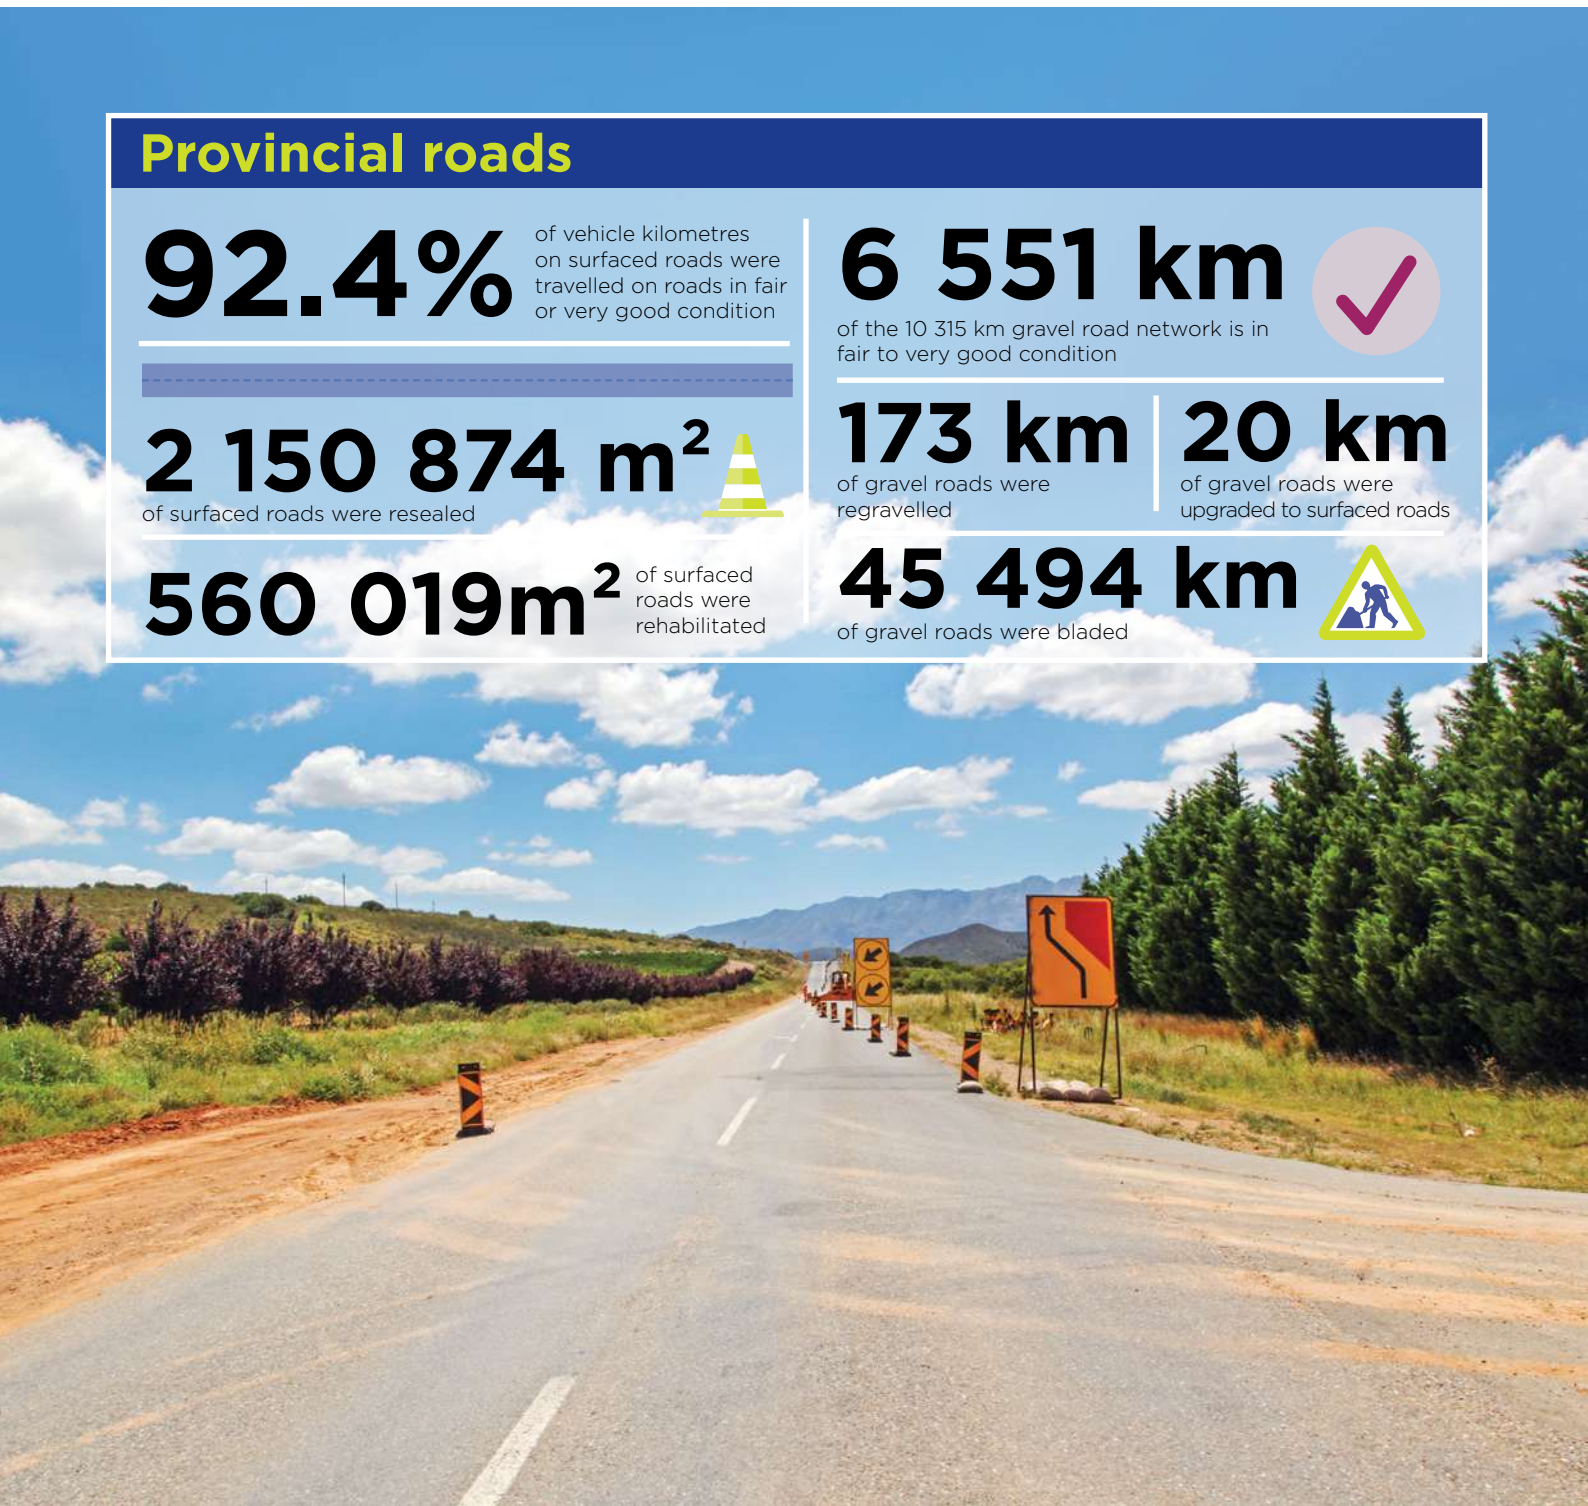 Provincial roads
92.4%
of vehicle kilometres
on surfaced roads were
travelled on roads in fair
or very good condition
2 150 874 m²
of surfaced roads were resealed
560 019m²
of surfaced
roads were
rehabilitated
6 551 km
of the 10 315 km gravel road network is in
fair to very good condition
173 km
of gravel roads were
regravelled
20 km
of gravel roads were
upgraded to surfaced roads
45 494 km
of gravel roads were bladed